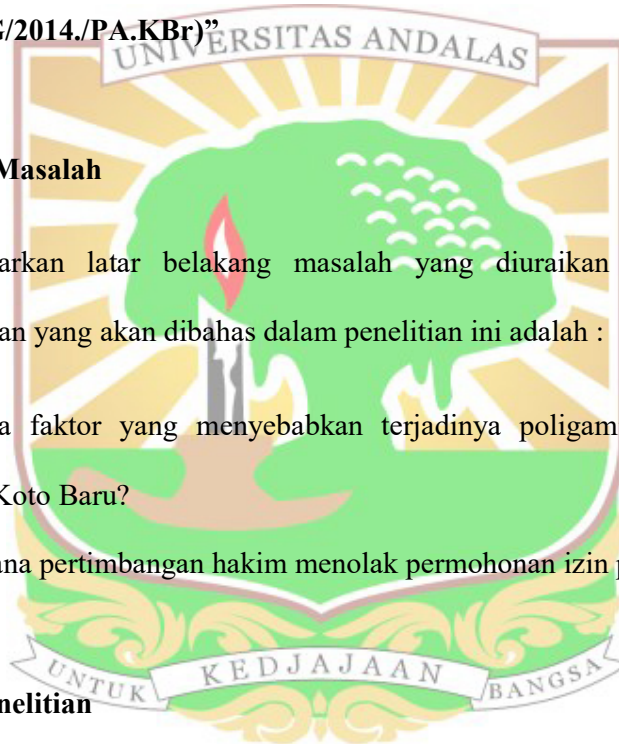 G/2014./PA.KBr)”
UNIVERSITAS ANDALAS
Masalah
arkan latar belakang masalah yang diuraikan
an yang akan dibahas dalam penelitian ini adalah :
a faktor yang menyebabkan terjadinya poligam
Koto Baru?
ana pertimbangan hakim menolak permohonan izin p
UNTUK KEDJAJAAN BANGSA
nelitian